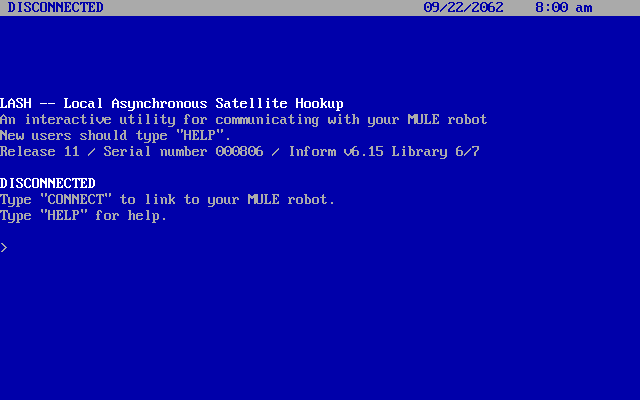 DISCONNECTED 09/22/2062 8:00 am
LASH -- Local Asynchronous Satellite Hookup
An interactive utility for communicating with your MULE robot
New users should type "HELP".
Release 11 / Serial number 000806 / Inform v6.15 Library 6/7
DISCONNECTED
Type "CONNECT" to link to your MULE robot.
Type "HELP" for help.
>